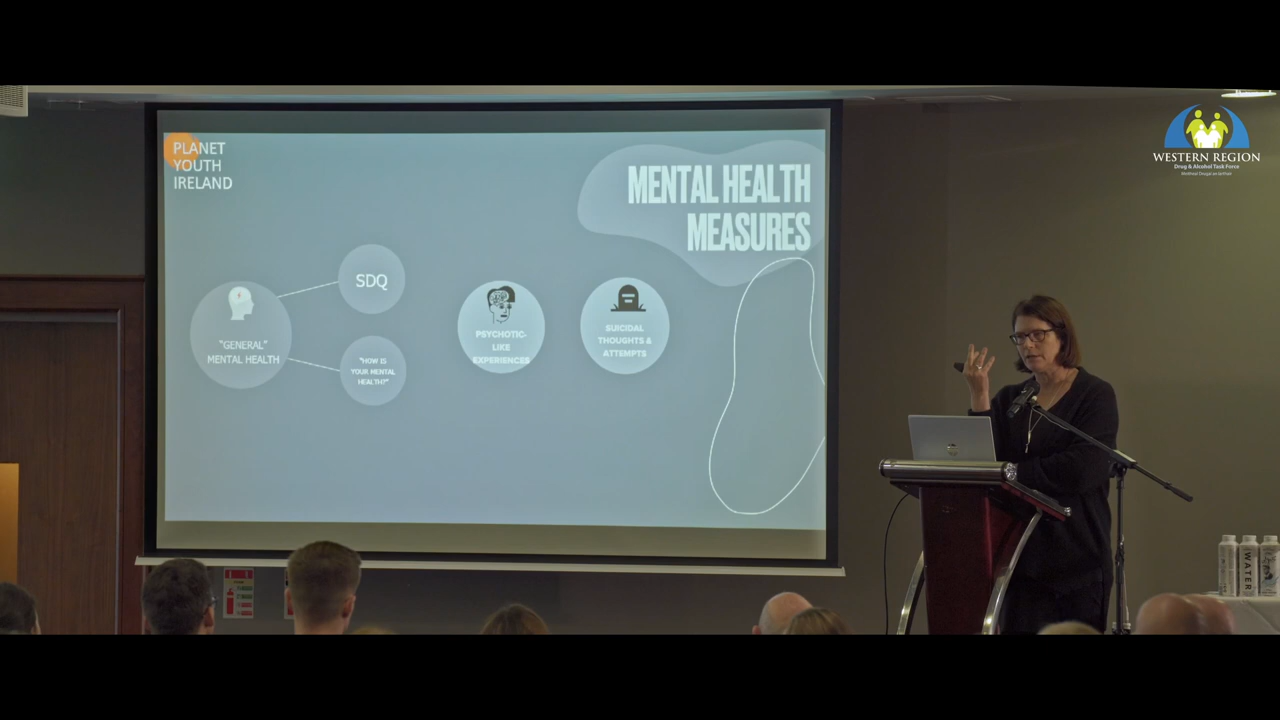 PLANET
YOUTH
IRELAND
MENTAL HEALTH
MEASURES
"GENERAL"
MENTAL HEALTH
SDQ
"HOW IS
YOUR MENTAL
HEALTH?"
PSYCHOTIC-
LIKE
EXPERIENCES
SUICIDAL
THOUGHTS &
ATTEMPTS
WESTERN REGION
Drug & Alcohol Task Force
WATER